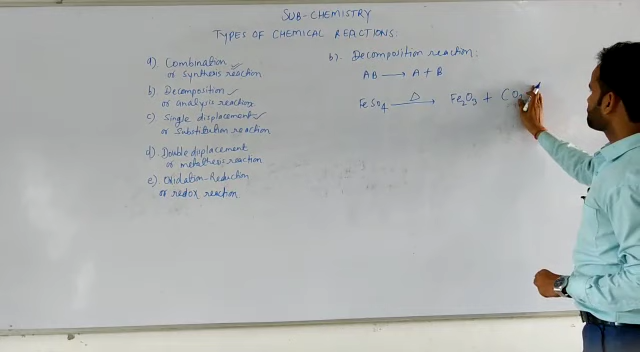 SUB-CHEMISTRY
TYPES OF CHEMICAL REACTIONS:
a) Combination
or Synthesis reaction
b) Decomposition
or analysis reaction
c) Single displacement
or Substitution reaction
d) Double displacement
or metathesis reaction
e) Oxidation-Reduction
or redox reaction
b). Decomposition reaction:
AB → A + B
FeSO₄ —Δ→ Fe₂O₃ + CO₂